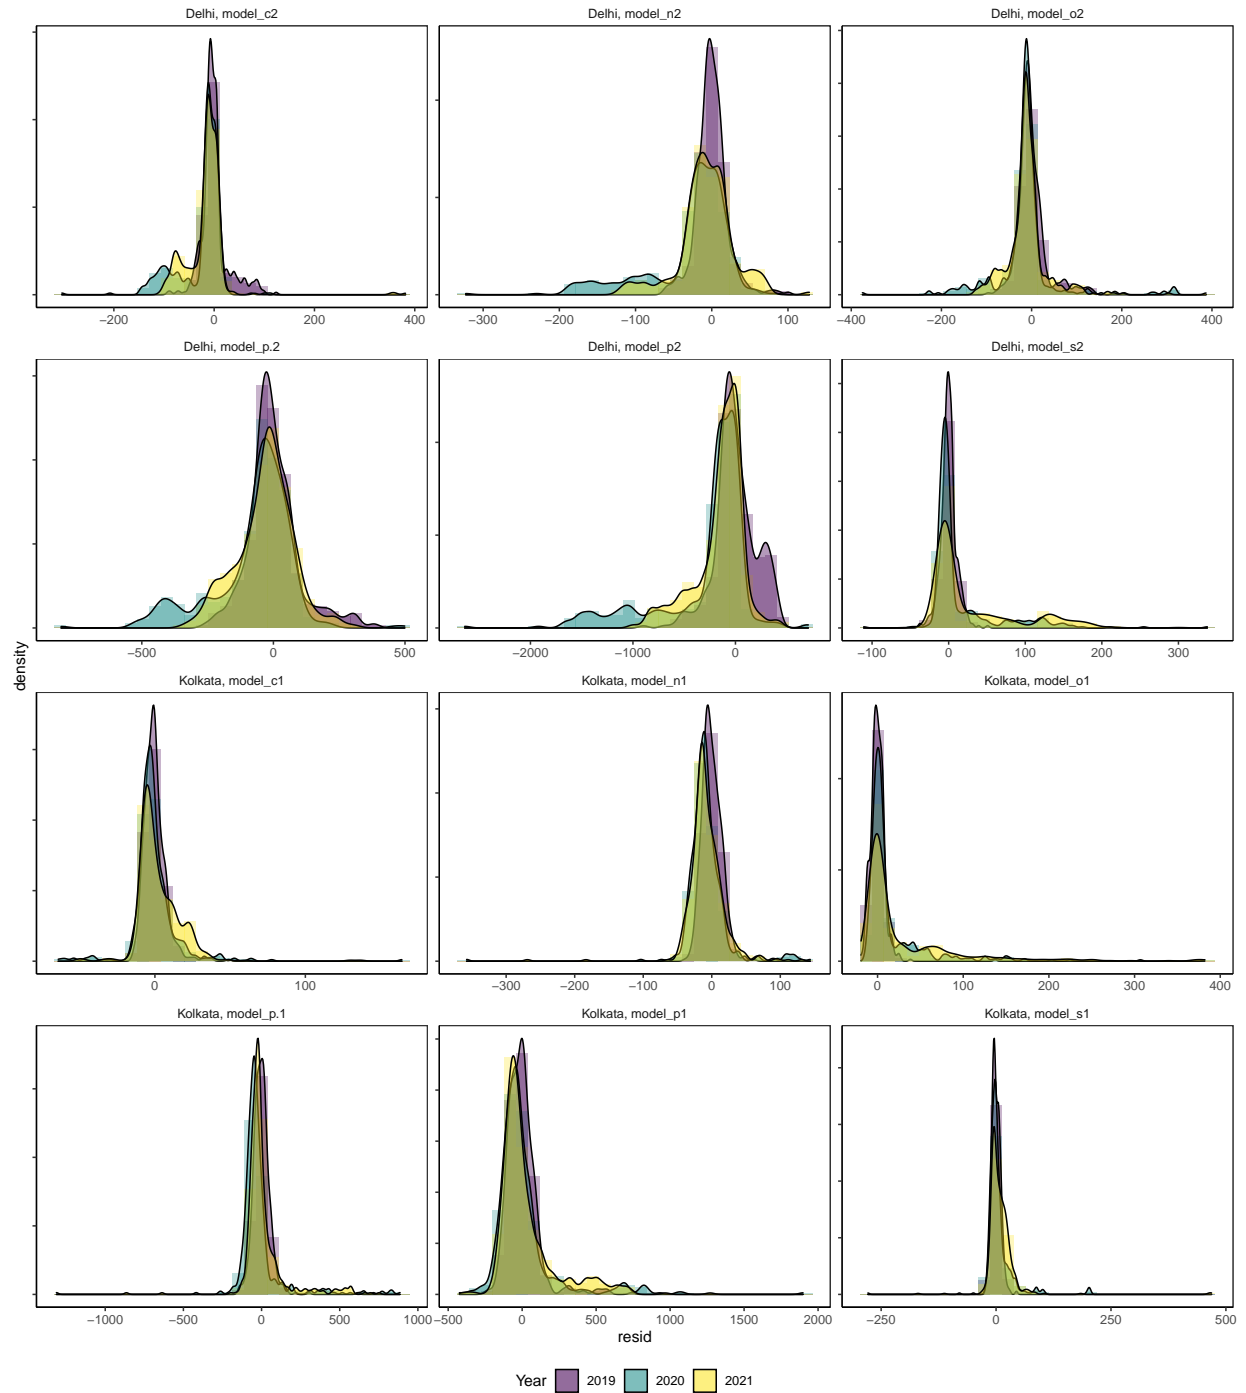 Delhi, model_c2
Delhi, model_n2
Delhi, model_o2
−200 0 200 400
−300 −200 −100 0 100
−400 −200 0 200 400
Delhi, model_p.2
Delhi, model_p2
Delhi, model_s2
−500 0 500
−2000 −1000 0
−100 0 100 200 300
density
Kolkata, model_c1
Kolkata, model_n1
Kolkata, model_o1
0 100
−300 −200 −100 0 100
0 100 200 300 400
Kolkata, model_p.1
Kolkata, model_p1
Kolkata, model_s1
−1000 −500 0 500 1000
−500 0 500 1000 1500 2000
−250 0 250 500
resid
Year 2019 2020 2021